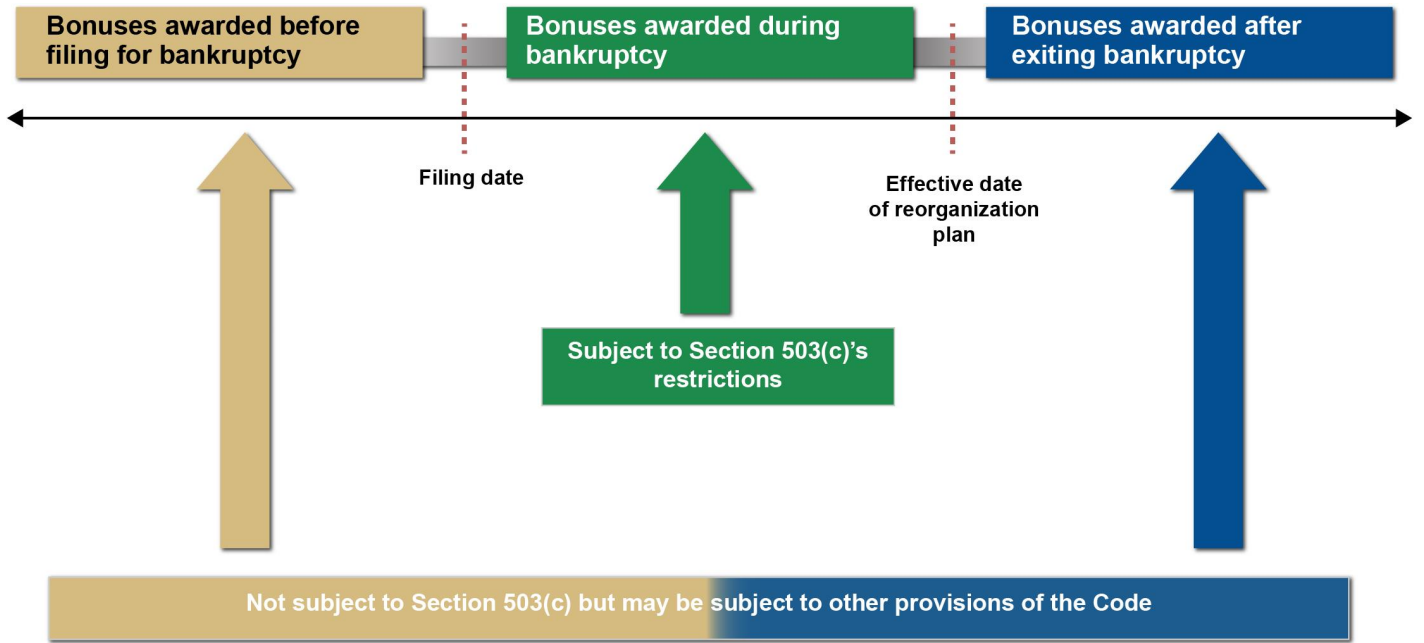 Bonuses awarded before
filing for bankruptcy
Bonuses awarded during
bankruptcy
Bonuses awarded after
exiting bankruptcy
Filing date
Effective date
of reorganization
plan
Subject to Section 503(c)’s
restrictions
Not subject to Section 503(c) but may be subject to other provisions of the Code